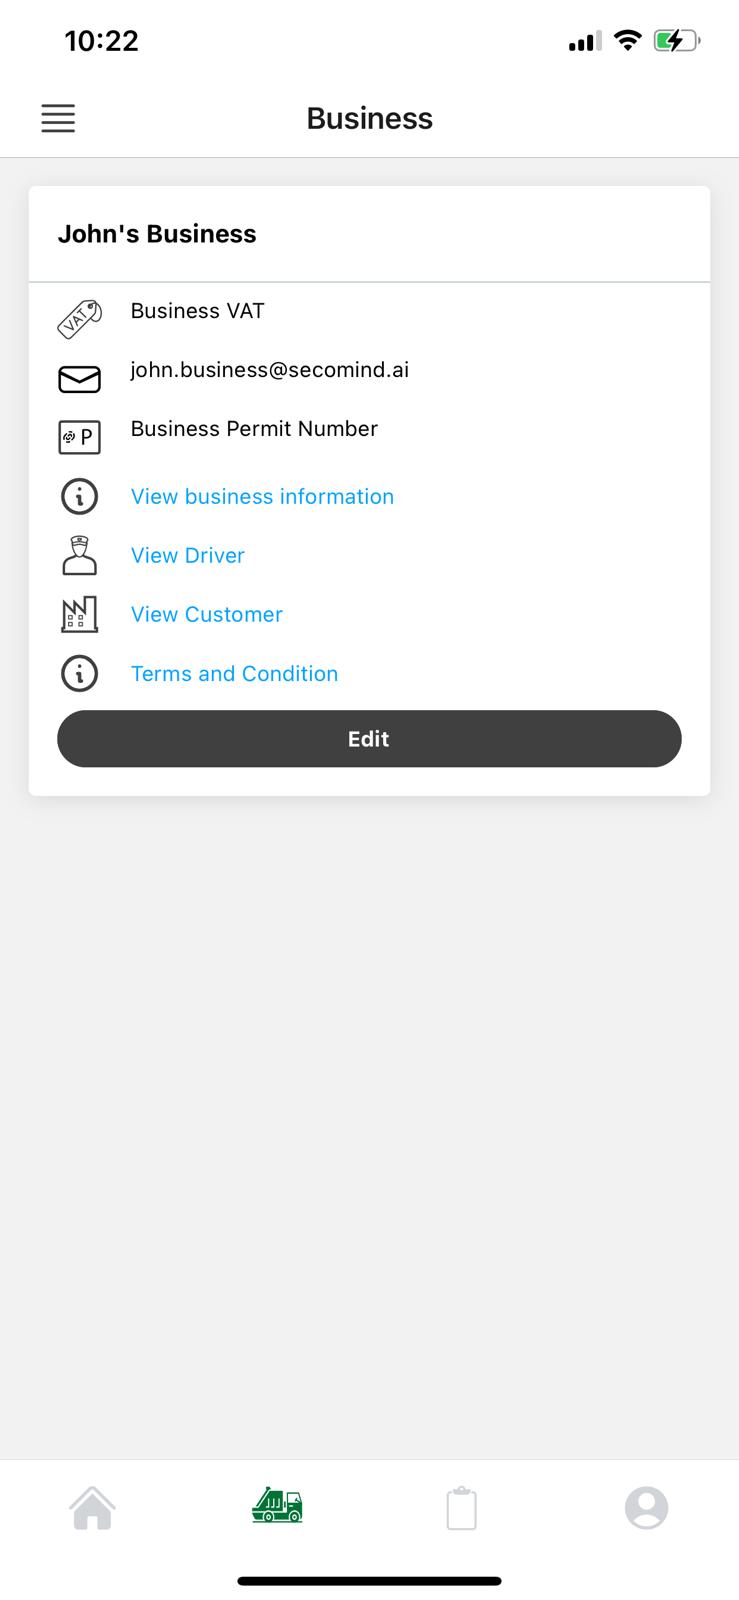 10:22
Business
John's Business
VAT
Business VAT
john.business@secomind.ai
P
Business Permit Number
View business information
View Driver
View Customer
Terms and Condition
Edit